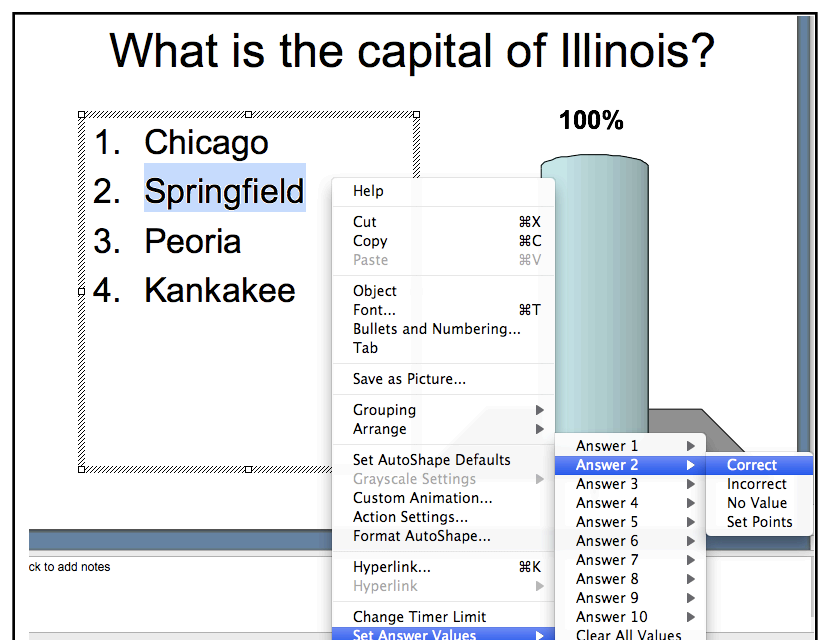 What is the capital of Illinois?
100%
1. Chicago
2. Springfield
3. Peoria
4. Kankakee
Help
Cut ⌘X
Copy ⌘C
Paste ⌘V
Object
Font... ⌘T
Bullets and Numbering...
Tab
Save as Picture...
Grouping
Arrange
Set AutoShape Defaults
Grayscale Settings
Custom Animation...
Action Settings...
Format AutoShape...
Hyperlink... ⌘K
Hyperlink
Change Timer Limit
Set Answer Values
Answer 1
Answer 2
Answer 3
Answer 4
Answer 5
Answer 6
Answer 7
Answer 8
Answer 9
Answer 10
Clear All Values
Correct
Incorrect
No Value
Set Points
ck to add notes